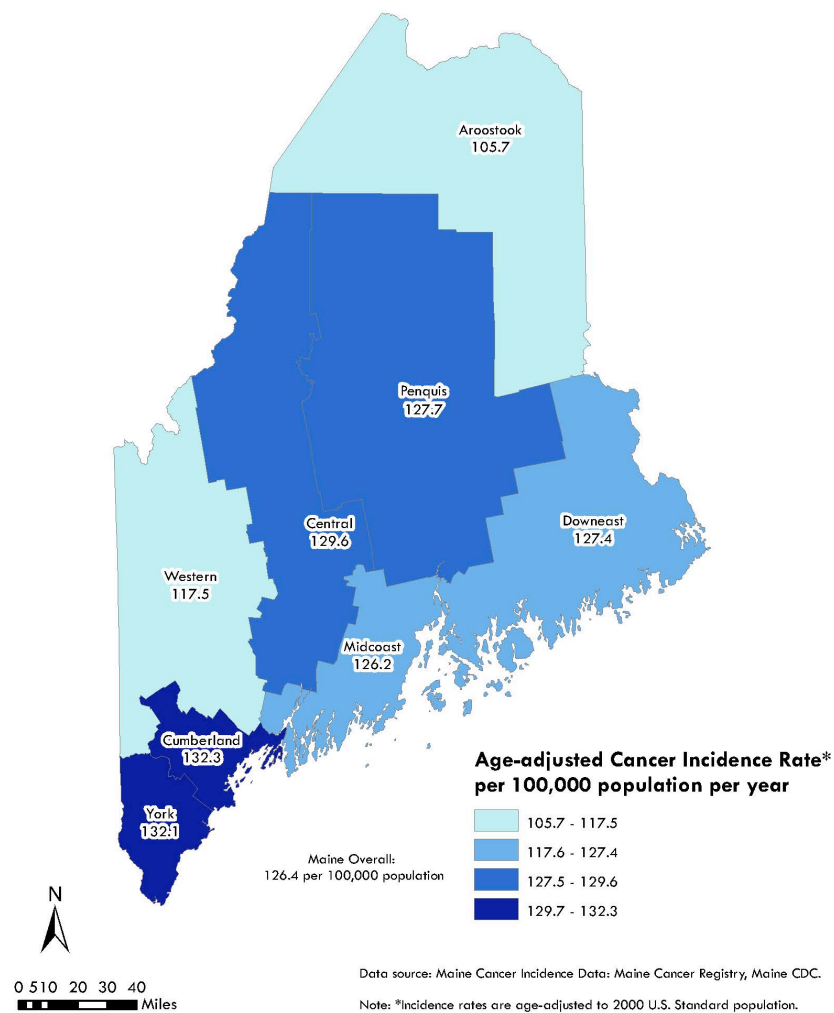 Aroostook
105.7
Penquis
127.7
Central
129.6
Downeast
127.4
Western
117.5
Midcoast
126.2
Cumberland
132.3
York
132.1
Age-adjusted Cancer Incidence Rate*
per 100,000 population per year
105.7 - 117.5
117.6 - 127.4
127.5 - 129.6
129.7 - 132.3
Maine Overall:
126.4 per 100,000 population
N
0 5 10 20 30 40
Miles
Data source: Maine Cancer Incidence Data: Maine Cancer Registry, Maine CDC.
Note: *Incidence rates are age-adjusted to 2000 U.S. Standard population.